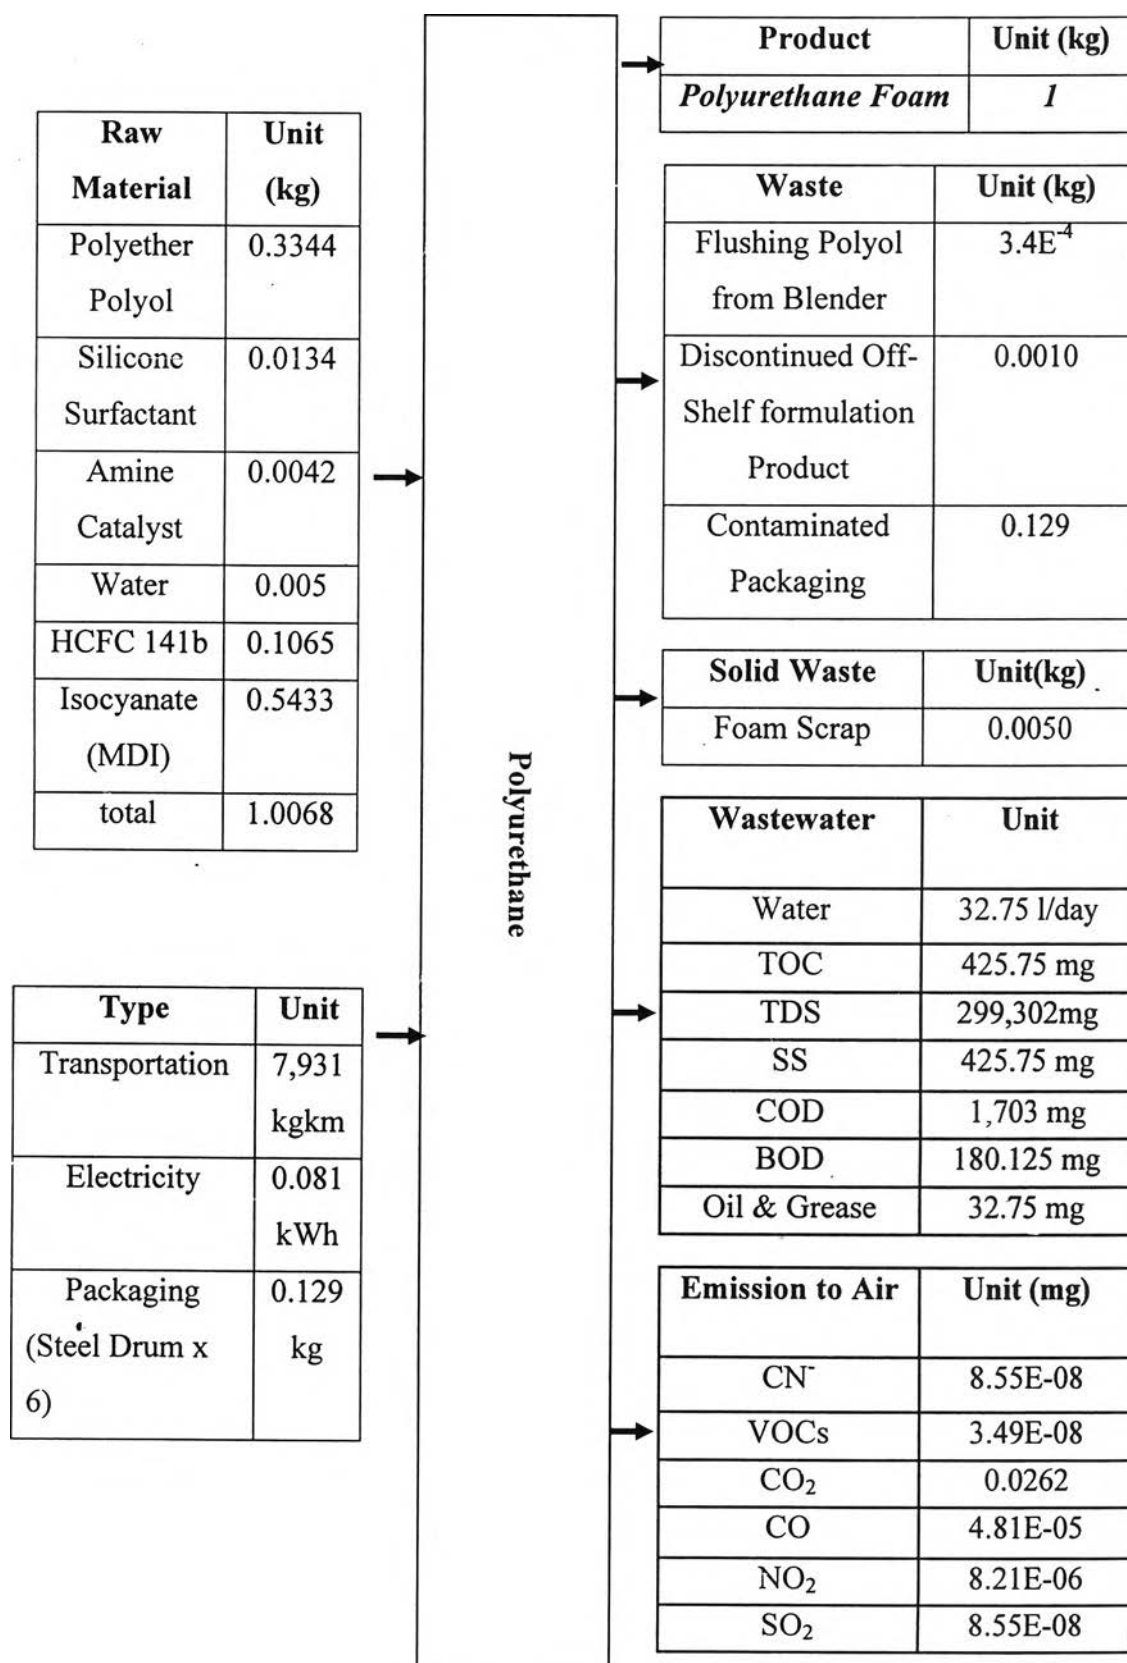 Raw Material | Unit (kg)
Polyether Polyol | 0.3344
Silicone Surfactant | 0.0134
Amine Catalyst | 0.0042
Water | 0.005
HCFC 141b | 0.1065
Isocyanate (MDI) | 0.5433
total | 1.0068
Type | Unit
Transportation | 7,931 kgkm
Electricity | 0.081 kWh
Packaging (Steel Drum x 6) | 0.129 kg
Polyurethane
Product | Unit (kg)
Polyurethane Foam | 1
Waste | Unit (kg)
Flushing Polyol from Blender | 3.4E⁻⁴
Discontinued Off-Shelf formulation Product | 0.0010
Contaminated Packaging | 0.129
Solid Waste | Unit(kg)
Foam Scrap | 0.0050
Wastewater | Unit
Water | 32.75 l/day
TOC | 425.75 mg
TDS | 299,302mg
SS | 425.75 mg
COD | 1,703 mg
BOD | 180.125 mg
Oil & Grease | 32.75 mg
Emission to Air | Unit (mg)
CN⁻ | 8.55E-08
VOCs | 3.49E-08
CO₂ | 0.0262
CO | 4.81E-05
NO₂ | 8.21E-06
SO₂ | 8.55E-08